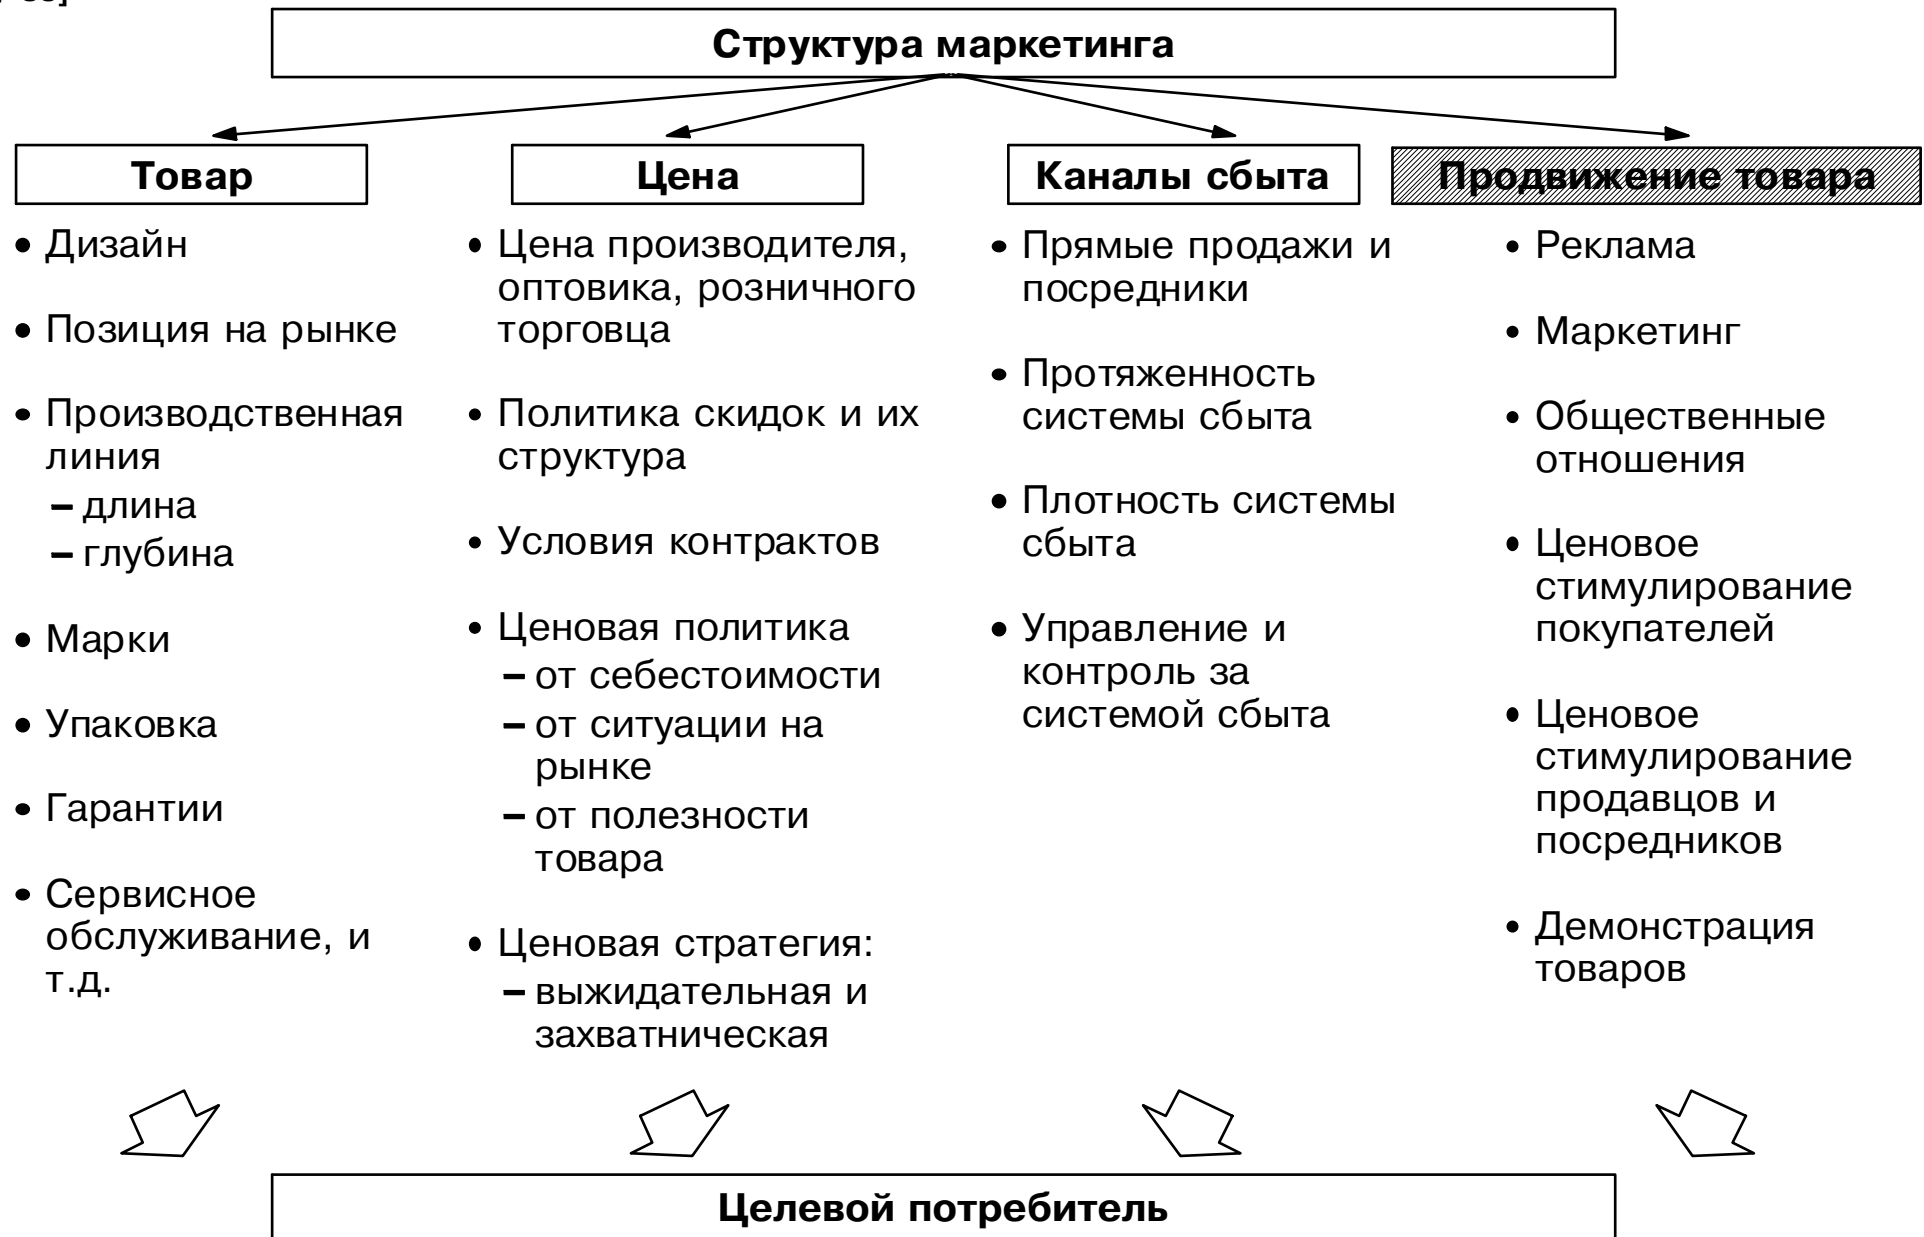 Структура маркетинга
Товар
• Дизайн
• Позиция на рынке
• Производственная
линия
– длина
– глубина
• Марки
• Упаковка
• Гарантии
• Сервисное
обслуживание, и
т.д.
Цена
• Цена производителя,
оптовика, розничного
торговца
• Политика скидок и их
структура
• Условия контрактов
• Ценовая политика
– от себестоимости
– от ситуации на
рынке
– от полезности
товара
• Ценовая стратегия:
– выжидательная и
захватническая
Каналы сбыта
• Прямые продажи и
посредники
• Протяженность
системы сбыта
• Плотность системы
сбыта
• Управление и
контроль за
системой сбыта
Продвижение товара
• Реклама
• Маркетинг
• Общественные
отношения
• Ценовое
стимулирование
покупателей
• Ценовое
стимулирование
продавцов и
посредников
• Демонстрация
товаров
Целевой потребитель